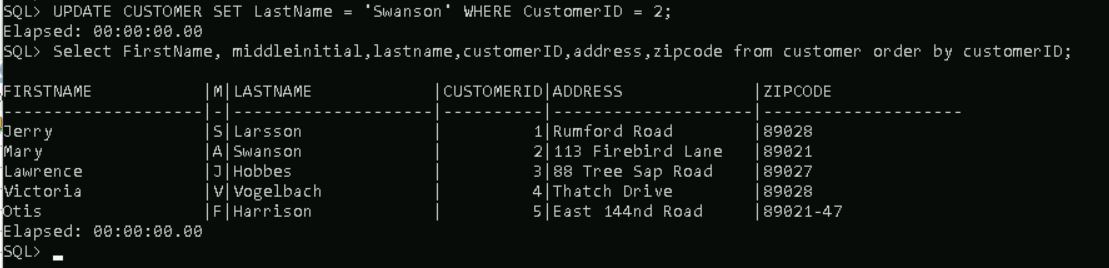 SQL> UPDATE CUSTOMER SET LastName = 'Swanson' WHERE CustomerID = 2;
Elapsed: 00:00:00.00
SQL> Select FirstName, middleinitial,lastname,customerID,address,zipcode from customer order by customerID;
FIRSTNAME           |M|LASTNAME            |CUSTOMERID|ADDRESS             |ZIPCODE
--------------------|-|--------------------|----------|--------------------|--------------------
Jerry               |S|Larsson             |         1|Rumford Road        |89028
Mary                |A|Swanson             |         2|113 Firebird Lane   |89021
Lawrence            |J|Hobbes              |         3|88 Tree Sap Road    |89027
Victoria            |V|Vogelbach           |         4|Thatch Drive        |89028
Otis                |F|Harrison            |         5|East 144nd Road     |89021-47
Elapsed: 00:00:00.00
SQL>